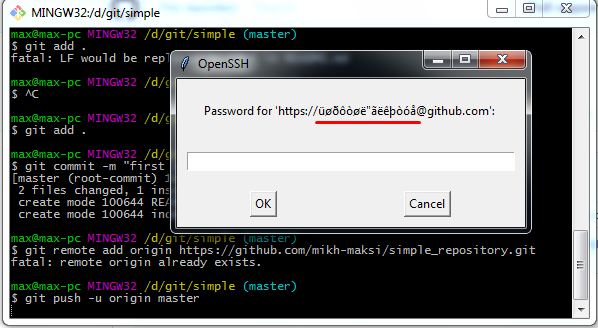 MINGW32:/d/git/simple
max@max-pc MINGW32 /d/git/simple (master)
$ git add .
fatal: LF would be repl
max@max-pc MINGW32 /d/g
$ ^C
max@max-pc MINGW32 /d/g
$ git add .
max@max-pc MINGW32 /d/g
$ git commit -m "first
[master (root-commit)
2 files changed, 1 ins
create mode 100644 REA
create mode 100644 ind
max@max-pc MINGW32 /d/git/simple (master)
$ git remote add origin https://github.com/mikh-maksi/simple_repository.git
fatal: remote origin already exists.
max@max-pc MINGW32 /d/git/simple (master)
$ git push -u origin master
OpenSSH
Password for 'https://üøðôòøë"ãëêþòóå@github.com':
OK
Cancel